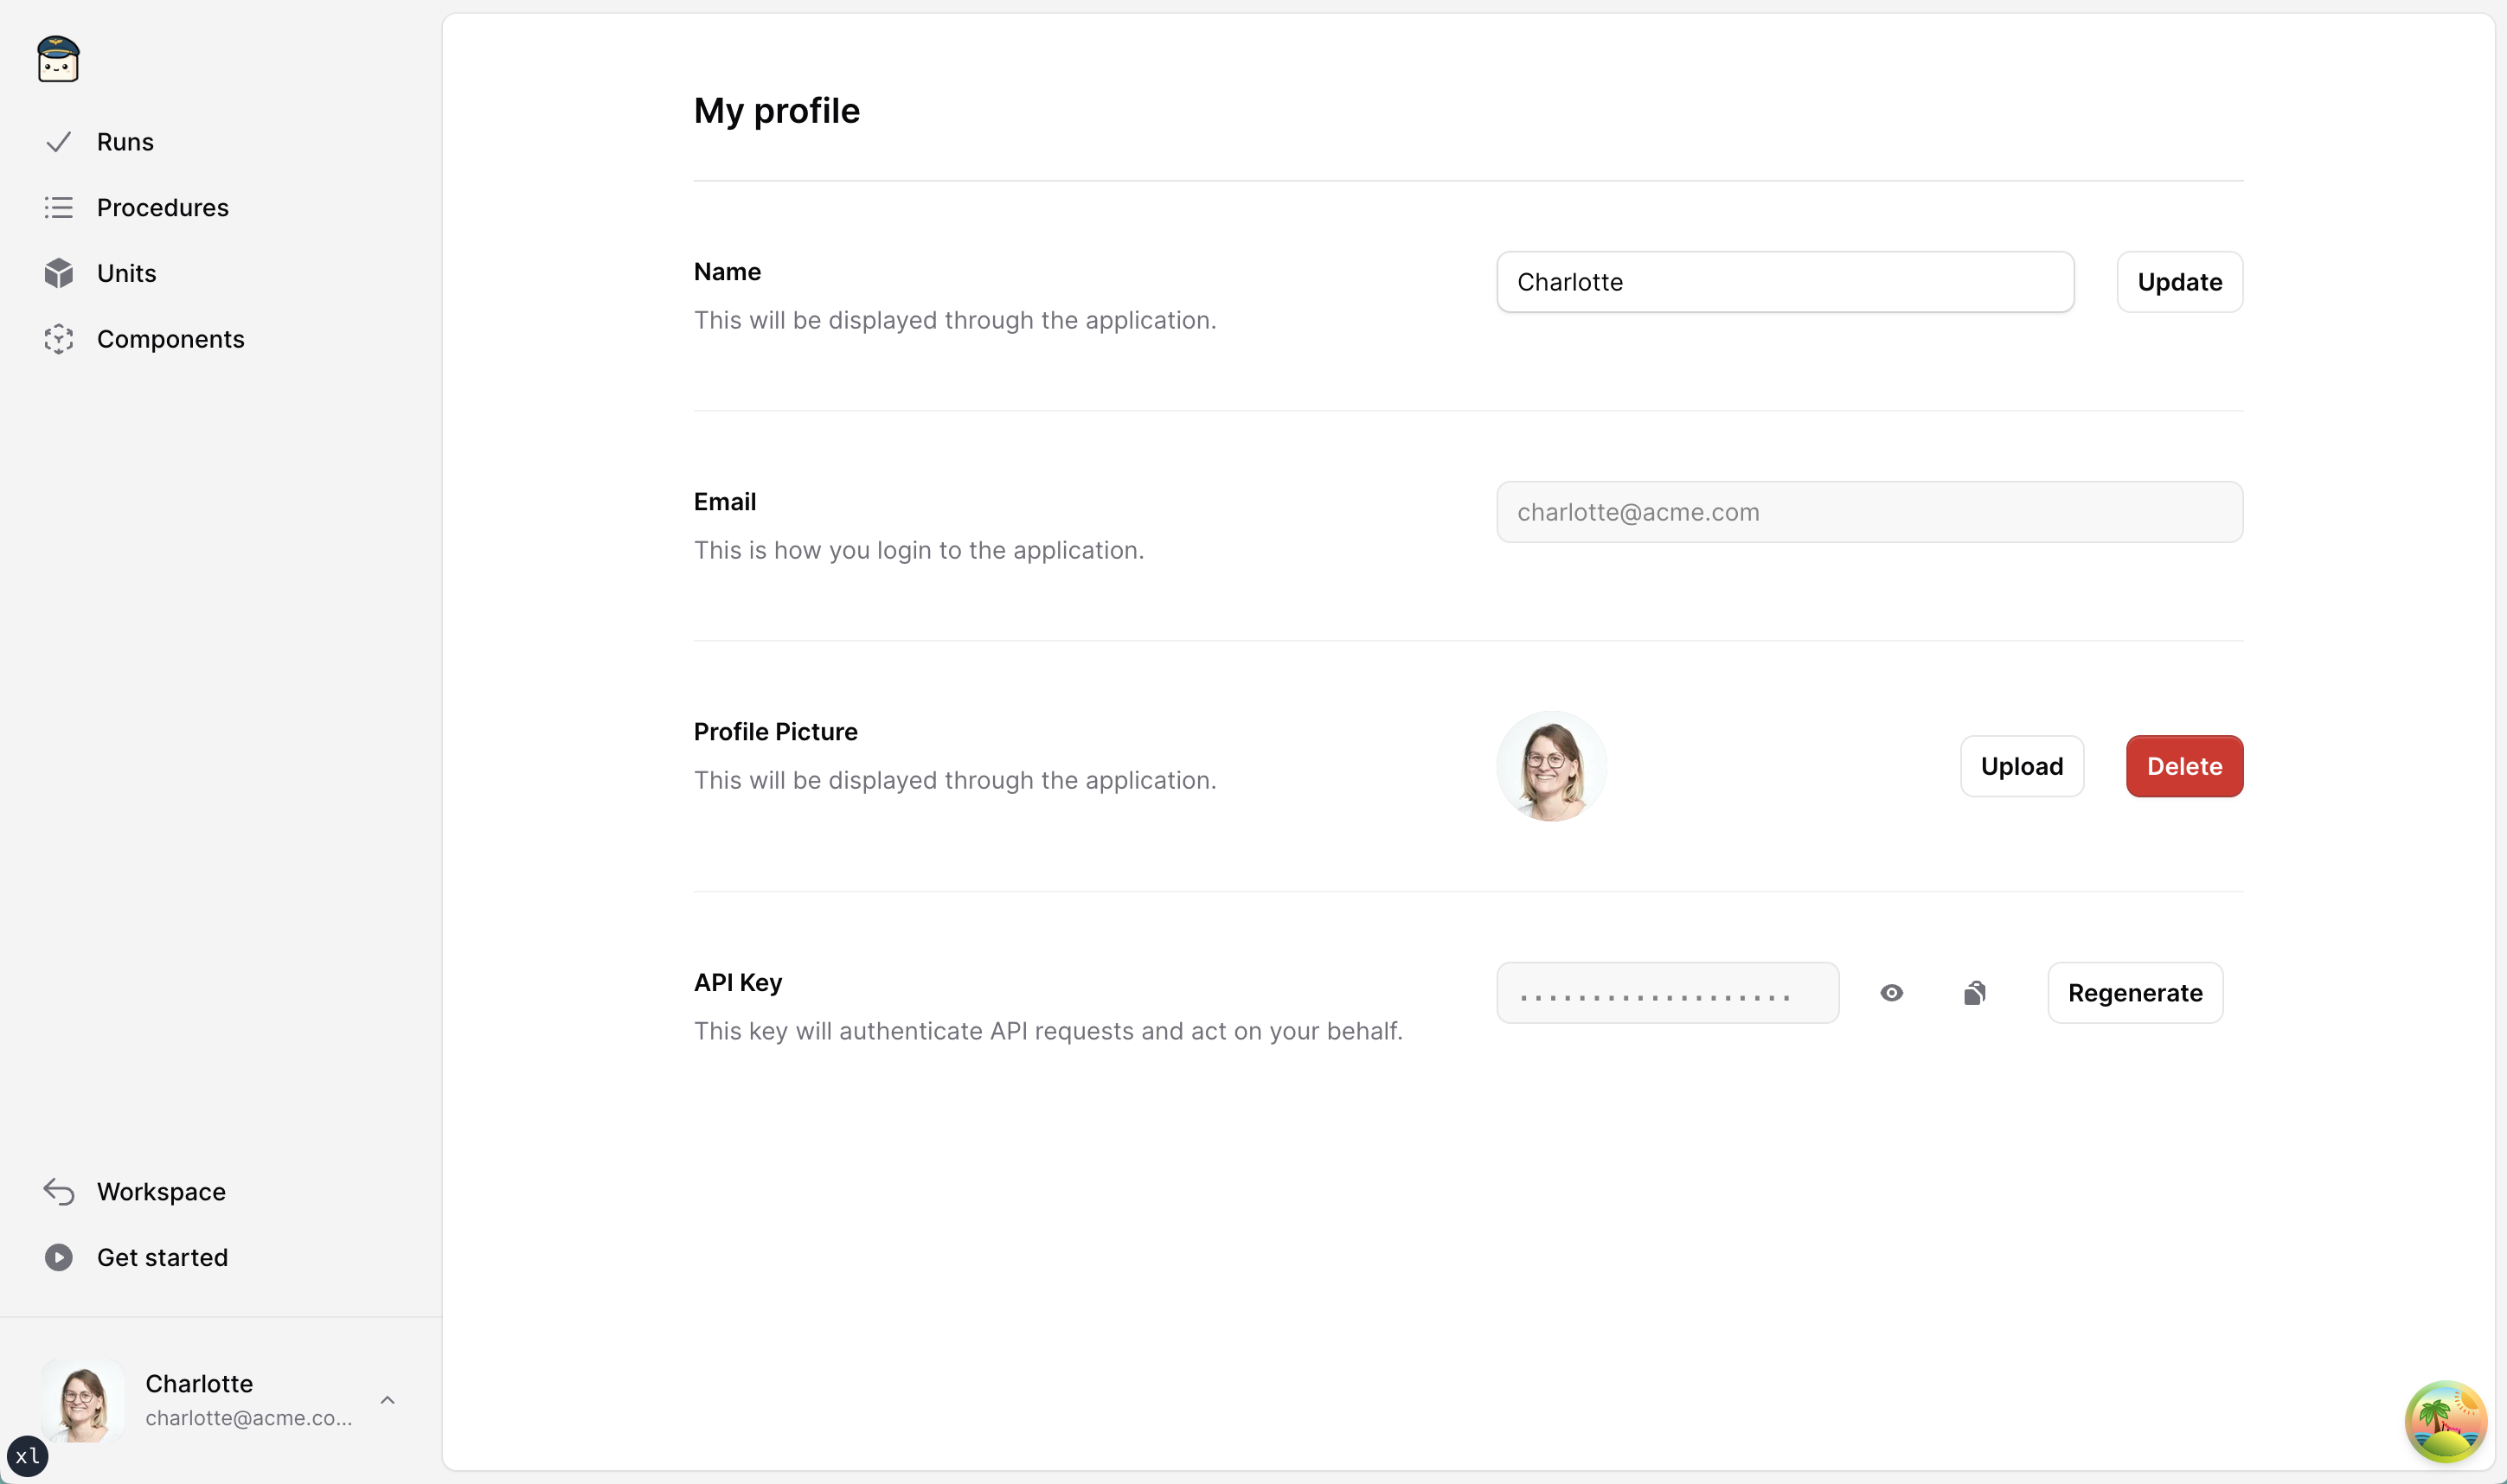 My profile
Runs
Procedures
Units
Components
Name
This will be displayed through the application.
Charlotte
Update
Email
This is how you login to the application.
charlotte@acme.com
Profile Picture
This will be displayed through the application.
Upload
Delete
API Key
This key will authenticate API requests and act on your behalf.
...................
Regenerate
Workspace
Get started
Charlotte
charlotte@acme.co...
xl